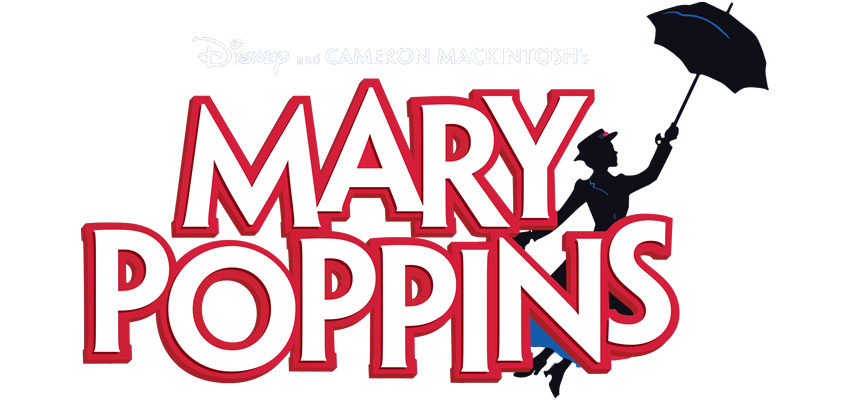 Disney and CAMERON MACKINTOSH's
MARY
POPPINS